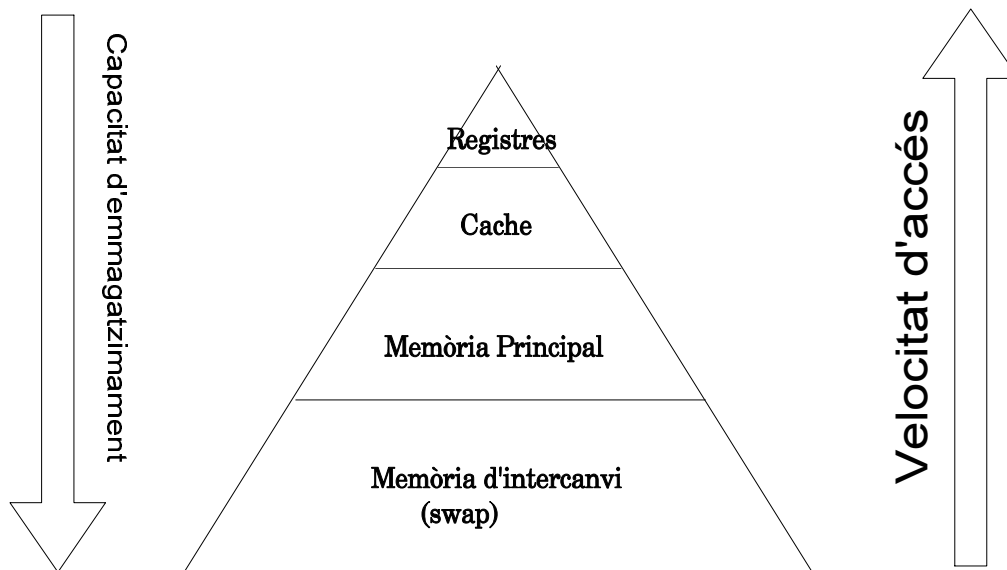 Capacitat d'emmagatzimament
Registres
Cache
Memòria Principal
Memòria d'intercanvi
(swap)
Velocitat d'accés